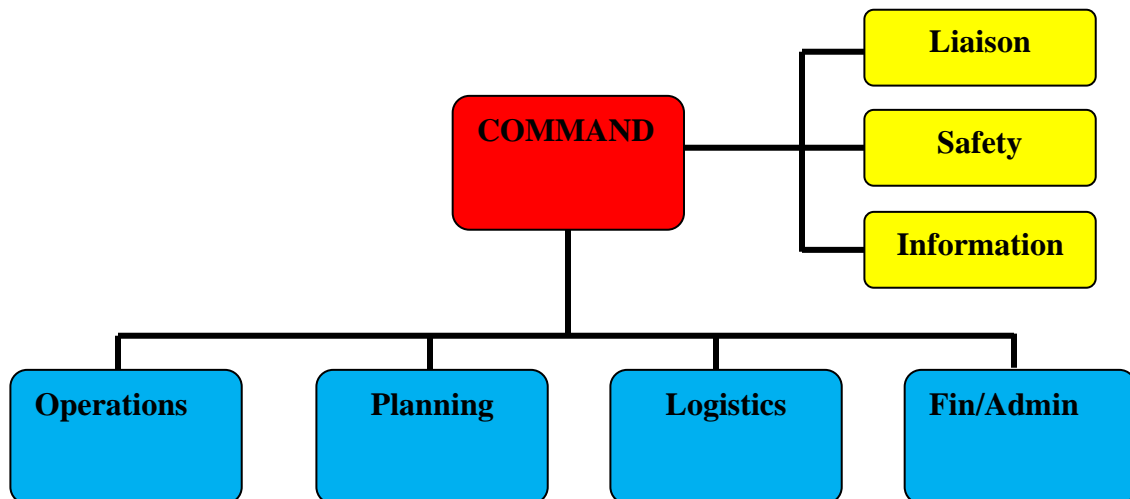 Liaison
COMMAND
Safety
Information
Operations
Planning
Logistics
Fin/Admin